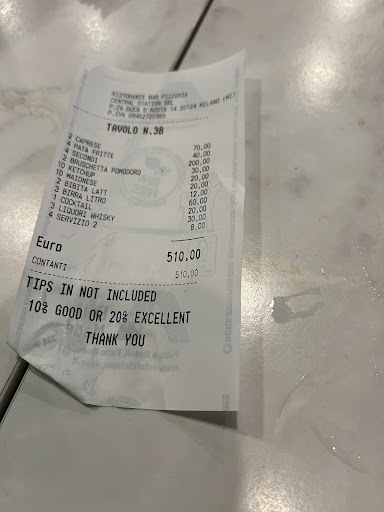 RISTORANTE BAR PIZZERIA
CENTRAL STATION SRL
P.ZA DUCA D'AOSTA 14 20124 MILANO (MI)
P.IVA 09452720965
TAVOLO N.38
2 CAPRESE 70,00
4 PATA FRITTE 40,00
2 SECONDI 200,00
2 BRUSCHETTA POMODORO 30,00
10 KETCHUP 20,00
10 MAIONESE 20,00
2 BIBITA LATT 12,00
3 BIRRA LITRO 60,00
1 COCKTAIL 20,00
3 LIQUORI WHISKY 30,00
4 SERVIZIO 2 8,00
Euro 510,00
CONTANTI 510,00
TIPS IN NOT INCLUDED
10% GOOD OR 20% EXCELLENT
THANK YOU